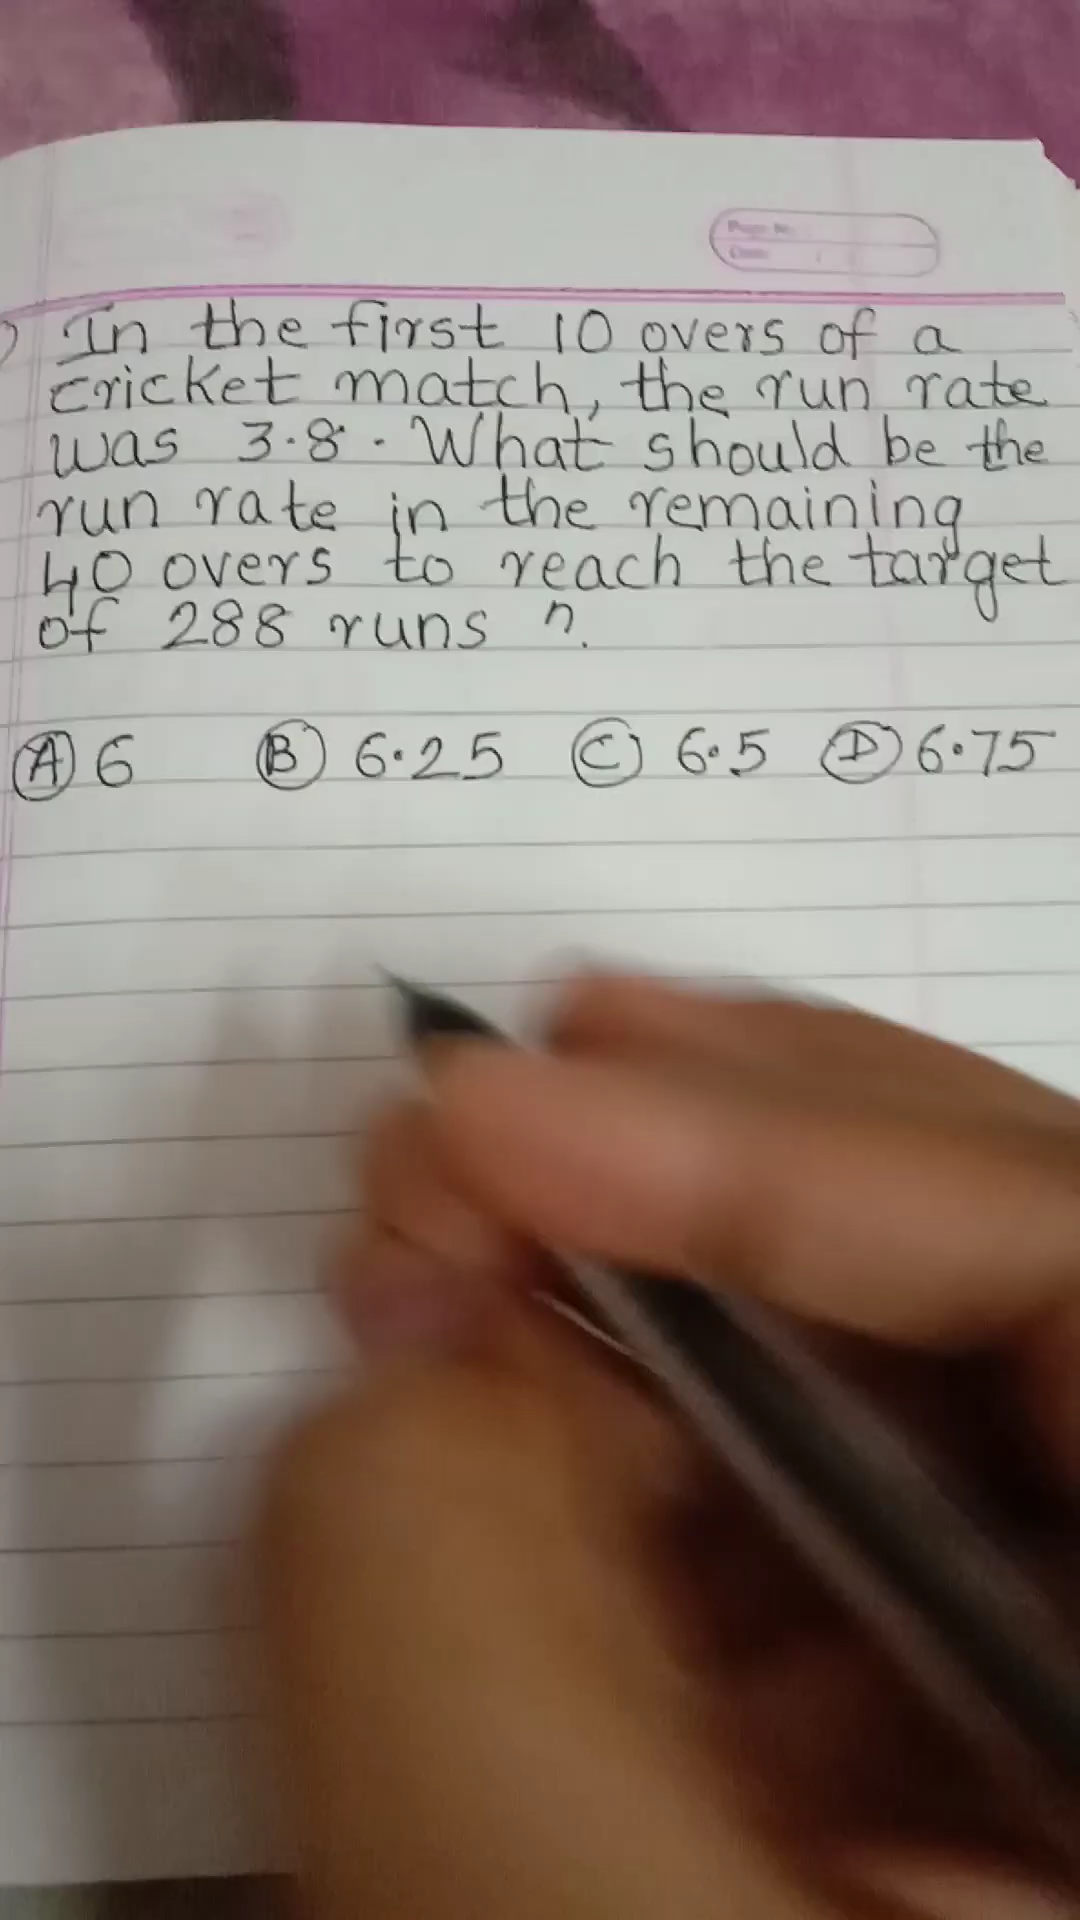 In the first 10 overs of a
cricket match, the run rate
was 3.8. What should be the
run rate in the remaining
40 overs to reach the target
of 288 runs ?
(A) 6 (B) 6.25 (C) 6.5 (D) 6.75